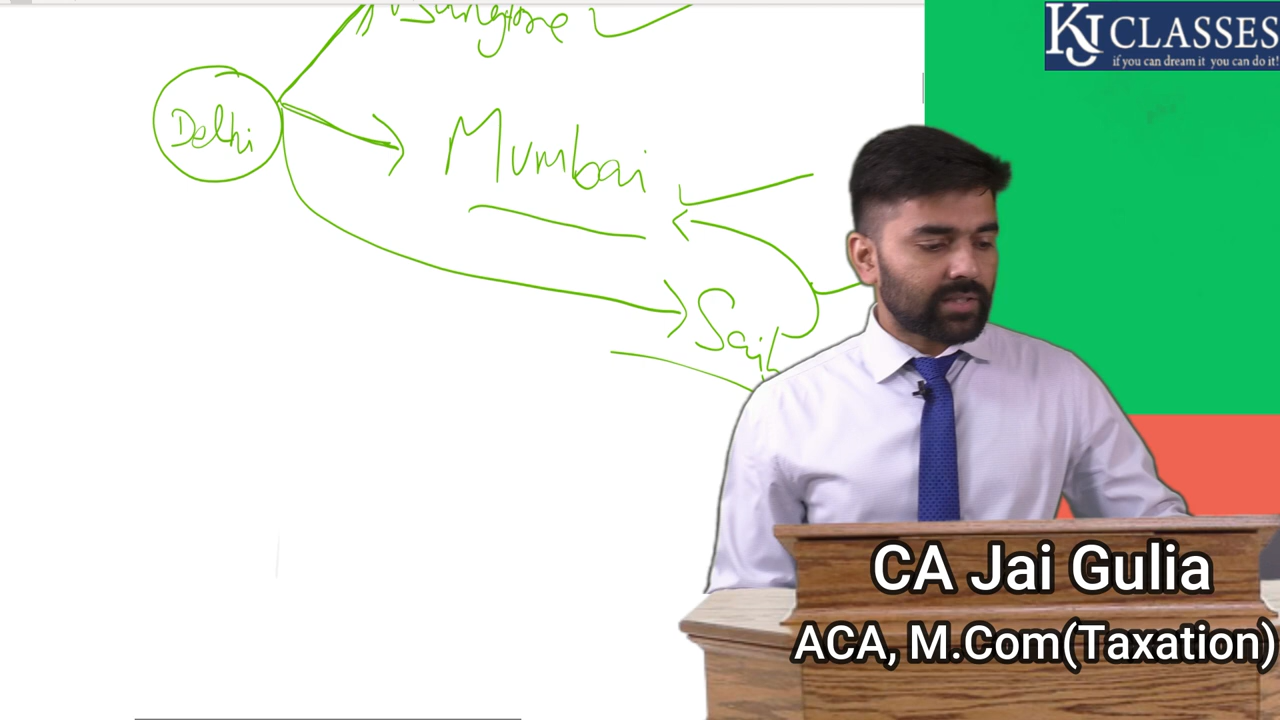 Bangalore
KJ CLASSES
if you can dream it you can do it!
Delhi
Mumbai
CA Jai Gulia
ACA, M.Com(Taxation)